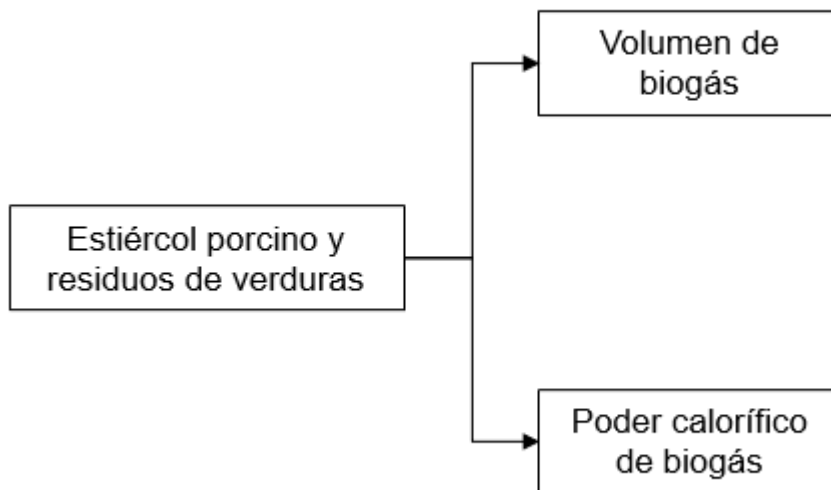 Volumen de
biogás
Estiércol porcino y
residuos de verduras
Poder calorífico
de biogás